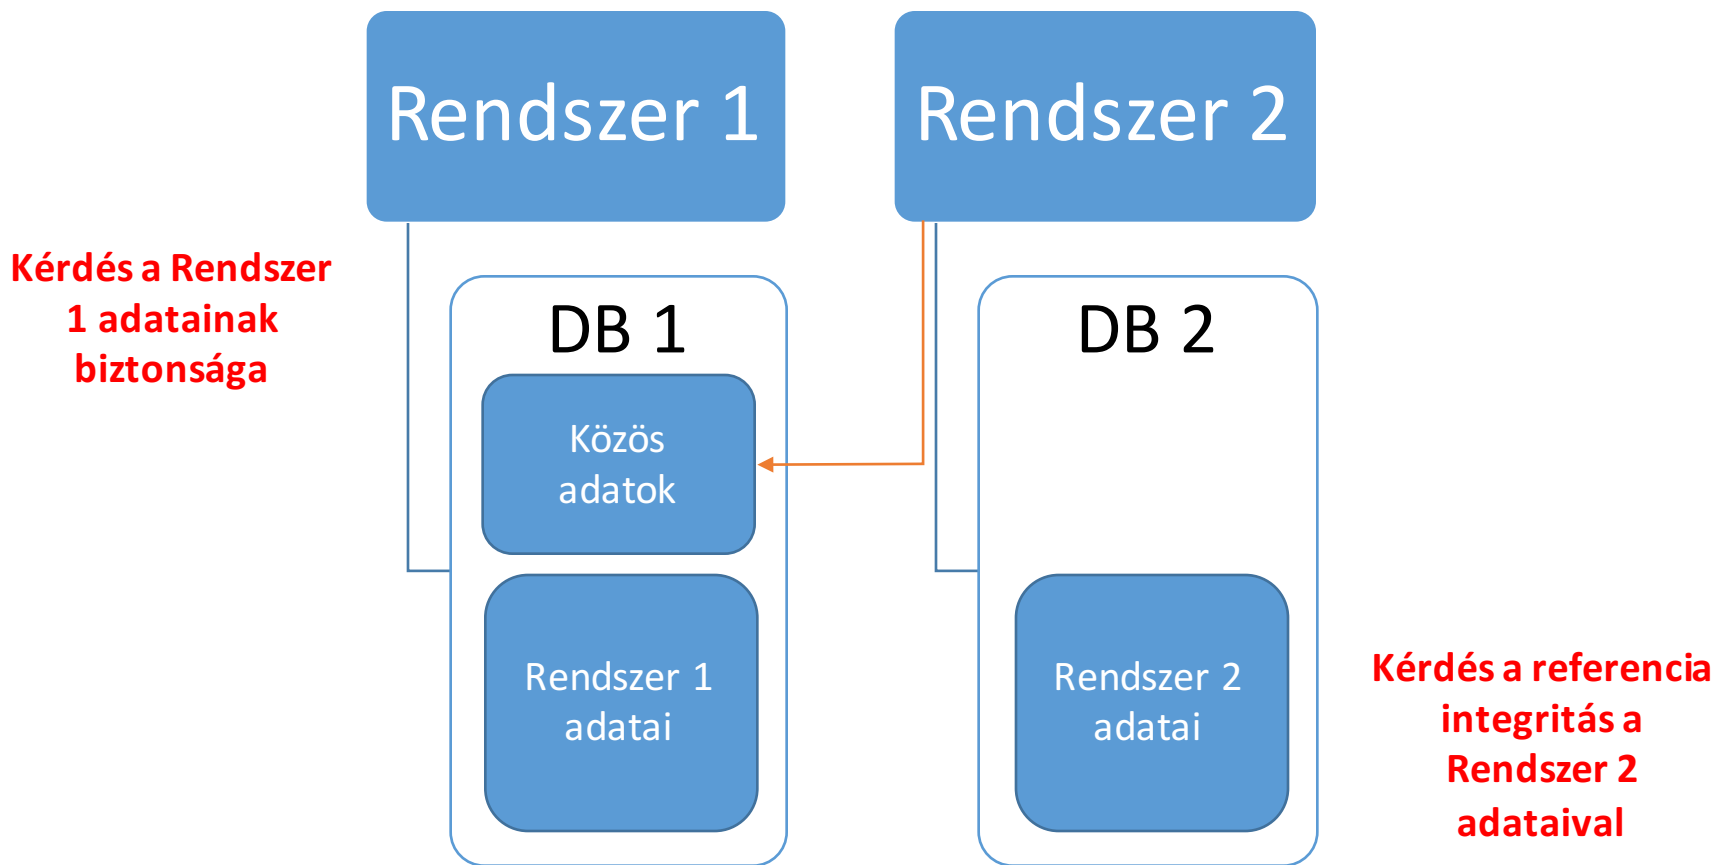 Rendszer 1
Rendszer 2
Kérdés a Rendszer
1 adatainak
biztonsága
DB 1
Közös
adatok
Rendszer 1
adatai
DB 2
Rendszer 2
adatai
Kérdés a referencia
integritás a
Rendszer 2
adataival